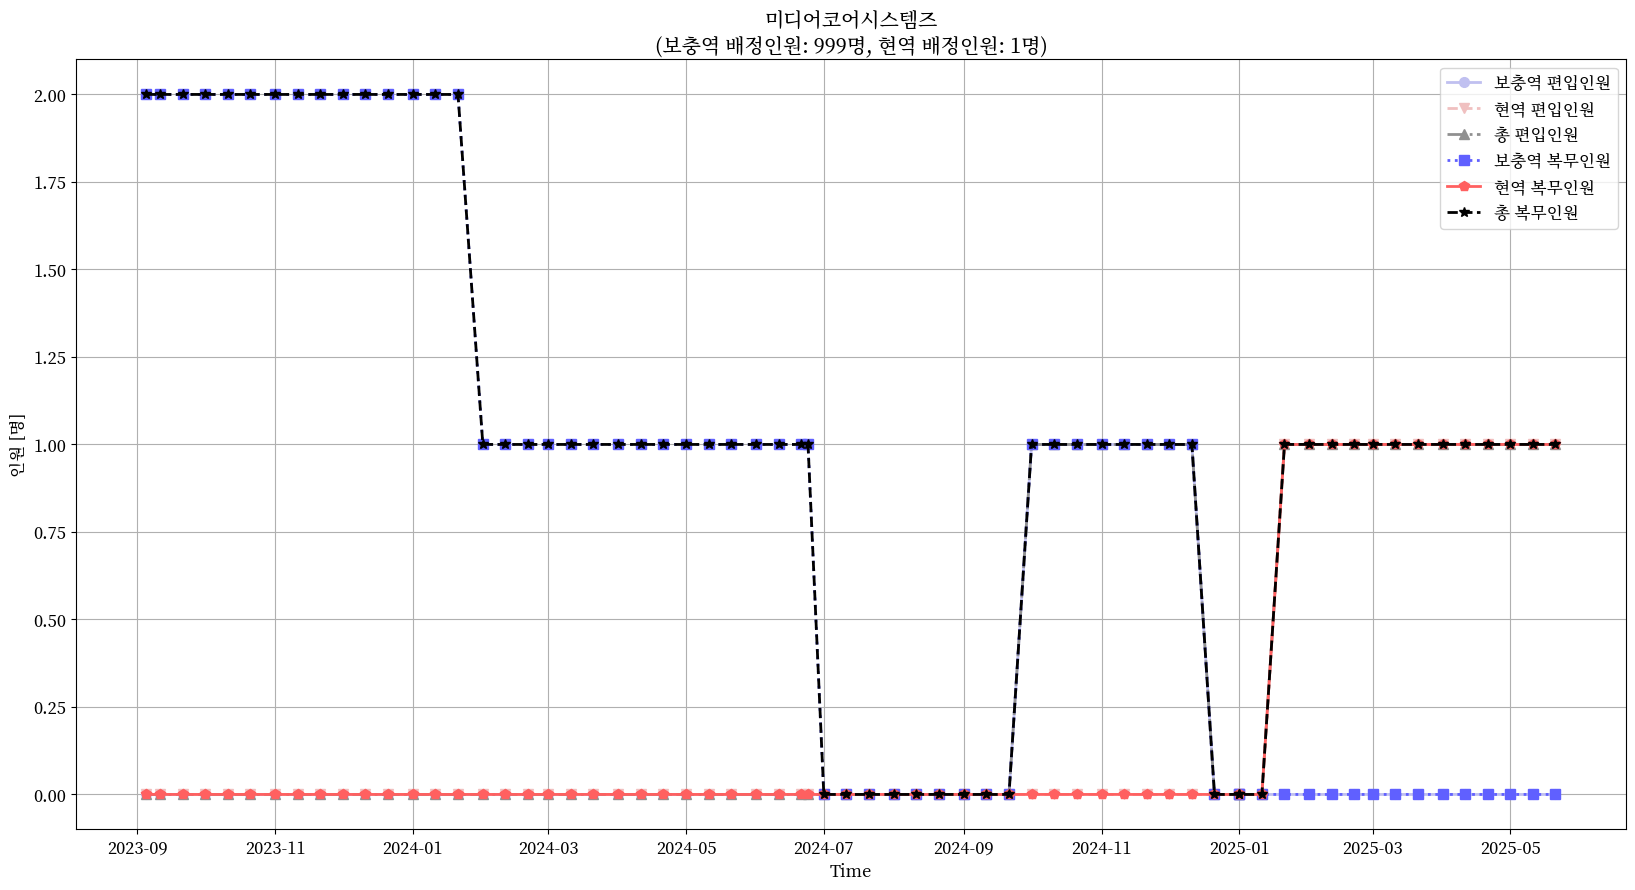 미디어코어시스템즈
(보충역 배정인원: 999명, 현역 배정인원: 1명)
보충역 편입인원
현역 편입인원
총 편입인원
보충역 복무인원
현역 복무인원
총 복무인원
인원 [명]
2.00
1.75
1.50
1.25
1.00
0.75
0.50
0.25
0.00
2023-09 2023-11 2024-01 2024-03 2024-05 2024-07 2024-09 2024-11 2025-01 2025-03 2025-05
Time